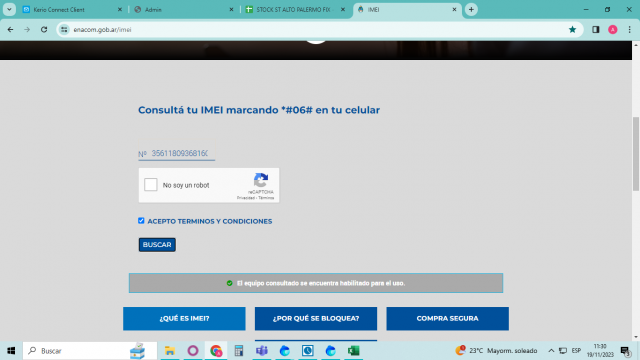 Kerio Connect Client
Admin
STOCK ST ALTO PALERMO FIX
IMEI
enacom.gob.ar/imei
A
Consultá tu IMEI marcando *#06# en tu celular
Nº 35611809368160
No soy un robot
reCAPTCHA
Privacidad - Términos
ACEPTO TERMINOS Y CONDICIONES
BUSCAR
El equipo consultado se encuentra habilitado para el uso.
¿QUÉ ES IMEI?
¿POR QUÉ SE BLOQUEA?
COMPRA SEGURA
Buscar
23°C Mayorm. soleado
ESP
11:30
19/11/2023